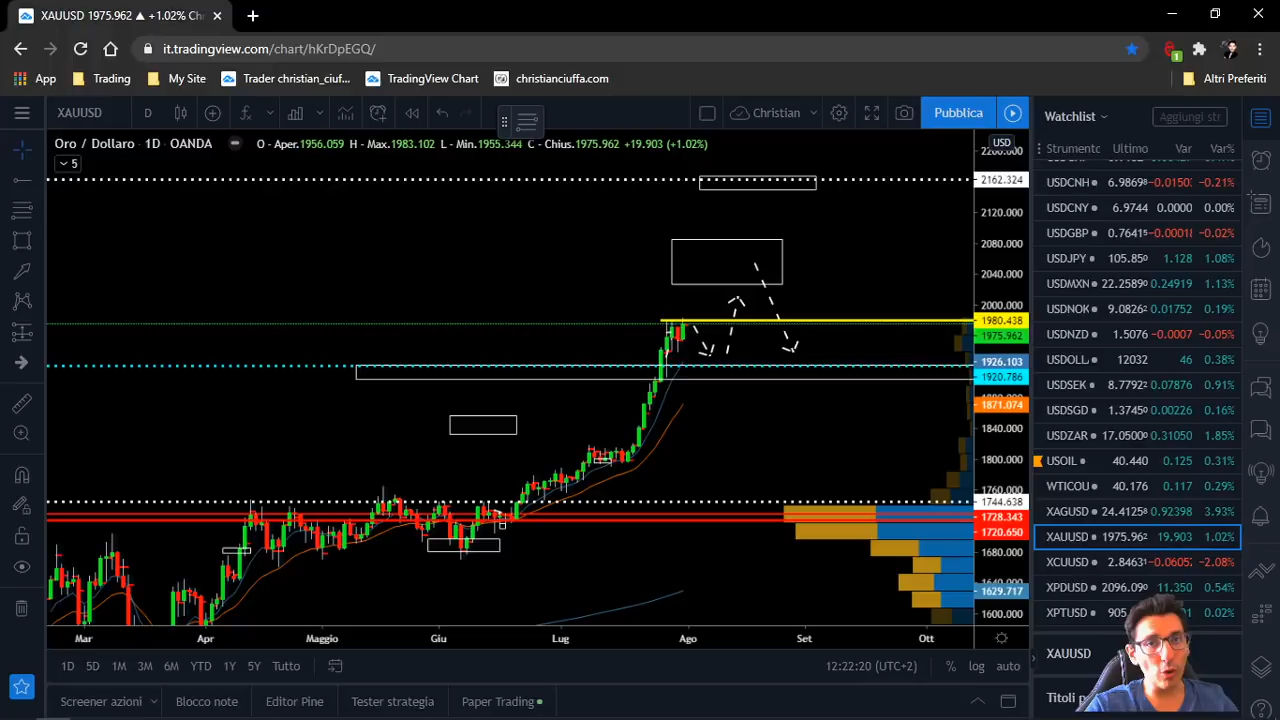 XAUUSD 1975.962 ▲ +1.02% Ch
it.tradingview.com/chart/hKrDpEGQ/
App Trading My Site Trader christian_ciuf... TradingView Chart christianciuffa.com Altri Preferiti
XAUUSD D Christian Pubblica
Oro / Dollaro 1D OANDA O - Aper.1956.059 H - Max.1983.102 L - Min.1955.344 C - Chius.1975.962 +19.903 (+1.02%)
5
USD
2162.324
2120.000
2080.000
2040.000
2000.000
1980.438
1975.962
1926.103
1920.786
1871.074
1840.000
1800.000
1760.000
1744.638
1728.343
1720.650
1680.000
1640.000
1629.717
1600.000
Mar Apr Maggio Giu Lug Ago Set Ott
1D 5D 1M 3M 6M YTD 1Y 5Y Tutto 12:22:20 (UTC+2) % log auto
Screener azioni Blocco note Editor Pine Tester strategia Paper Trading
Watchlist Aggiungi str
Strumento Ultimo Var Var%
USDCNH 6.9869⁸ -0.0150 -0.21%
USDCNY 6.9744 0.0000 0.00%
USDGBP 0.7641⁵ -0.0001 -0.02%
USDJPY 105.85⁰ 1.128 1.08%
USDMXN 22.2589⁰ 0.24919 1.13%
USDNOK 9.0826² 0.01752 0.19%
USDNZD -0.0007 -0.05%
USDOLL 12032 46 0.38%
USDSEK 8.7792² 0.07876 0.91%
USDSGD 1.3745⁰ 0.00226 0.16%
USDZAR 17.0500⁰ 0.31050 1.85%
USOIL 40.440 0.125 0.31%
WTICOU 40.176 0.117 0.29%
XAGUSD 24.4125⁸ 0.92398 3.93%
XAUUSD 1975.96² 19.903 1.02%
XCUUSD 2.8463¹ -0.0605 -2.08%
XPDUSD 2096.09⁰ 11.350 0.54%
XPTUSD 905. 0.02%
XAUUSD
Titoli p